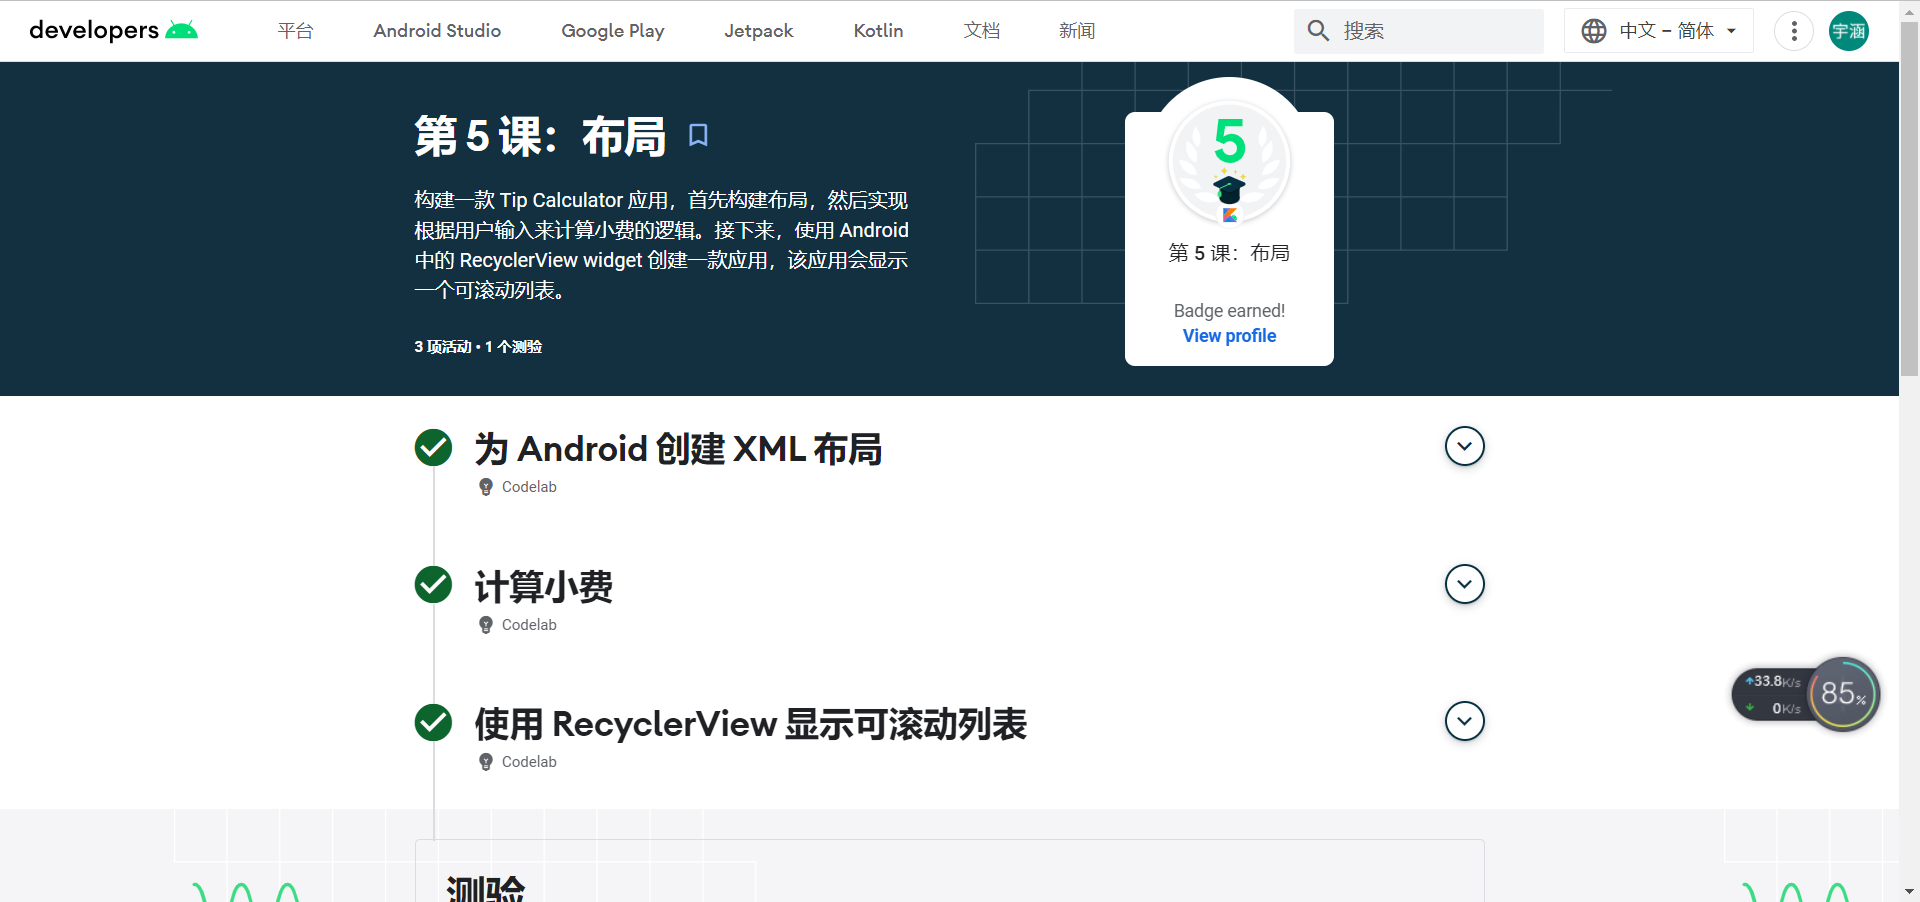 developers
平台
Android Studio
Google Play
Jetpack
Kotlin
文档
新闻
搜索
中文 – 简体
宇涵
第 5 课：布局
构建一款 Tip Calculator 应用，首先构建布局，然后实现
根据用户输入来计算小费的逻辑。接下来，使用 Android
中的 RecyclerView widget 创建一款应用，该应用会显示
一个可滚动列表。
3 项活动 • 1 个测验
5
第 5 课：布局
Badge earned!
View profile
为 Android 创建 XML 布局
Codelab
计算小费
Codelab
使用 RecyclerView 显示可滚动列表
Codelab
33.8K/s
0K/s
85%
测验